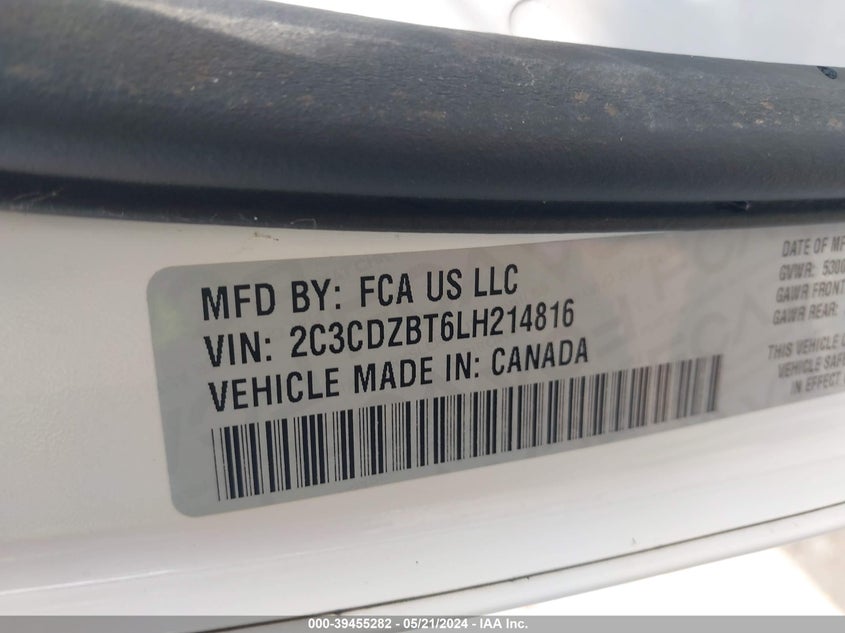 MFD BY: FCA US LLC
VIN: 2C3CDZBT6LH214816
VEHICLE MADE IN: CANADA
DATE OF
GVWR: 5300
GAWR FRONT
GAWR REAR:
THIS VEHICLE
VEHICLE SAFE
IN EFFECT
000-39455282 - 05/21/2024 - IAA Inc.